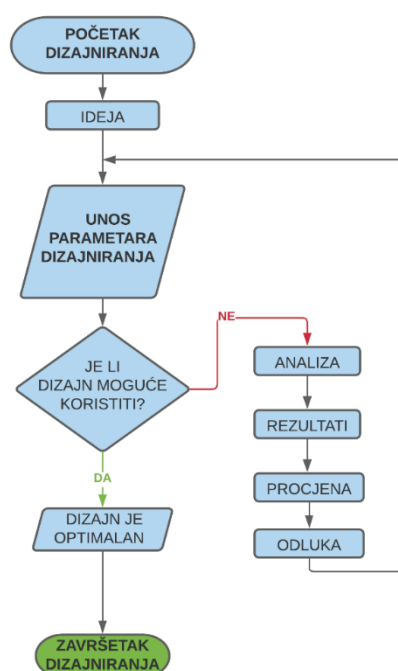 POČETAK
DIZAJNIRANJA
IDEJA
UNOS
PARAMETARA
DIZAJNIRANJA
JE LI
DIZAJN MOGUĆE
KORISTITI?
NE
ANALIZA
REZULTATI
PROCJENA
ODLUKA
DA
DIZAJN JE
OPTIMALAN
ZAVRŠETAK
DIZAJNIRANJA